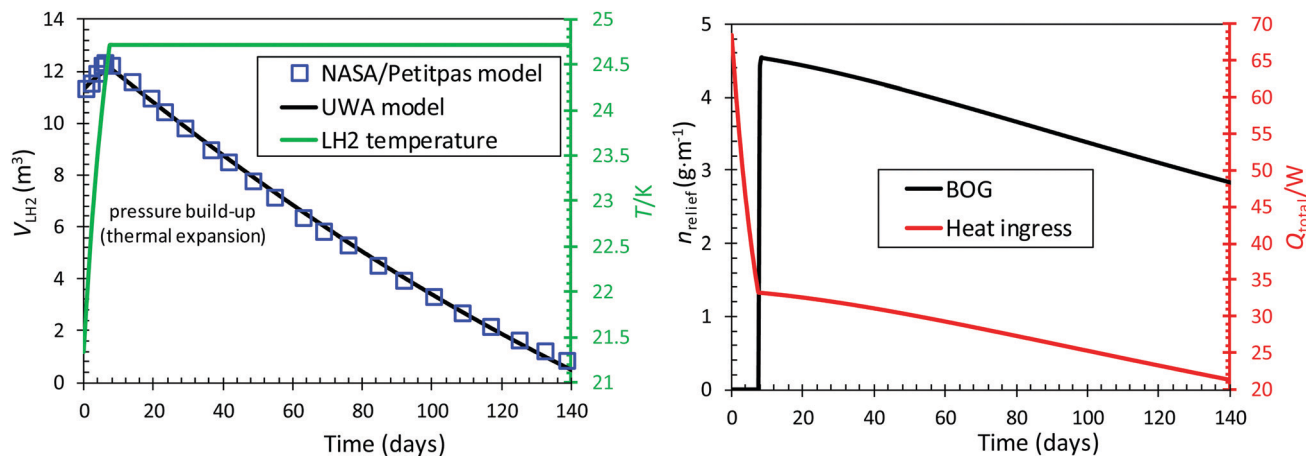 14
12
10
8
6
4
2
0
V_LH2 (m³)
25
24.5
24
23.5
23
22.5
22
21.5
21
T/K
NASA/Petitpas model
UWA model
LH2 temperature
pressure build-up
(thermal expansion)
0 20 40 60 80 100 120 140
Time (days)
5
4
3
2
1
0
n_relief (g·m⁻¹)
70
65
60
55
50
45
40
35
30
25
20
Q_total/W
BOG
Heat ingress
0 20 40 60 80 100 120 140
Time (days)